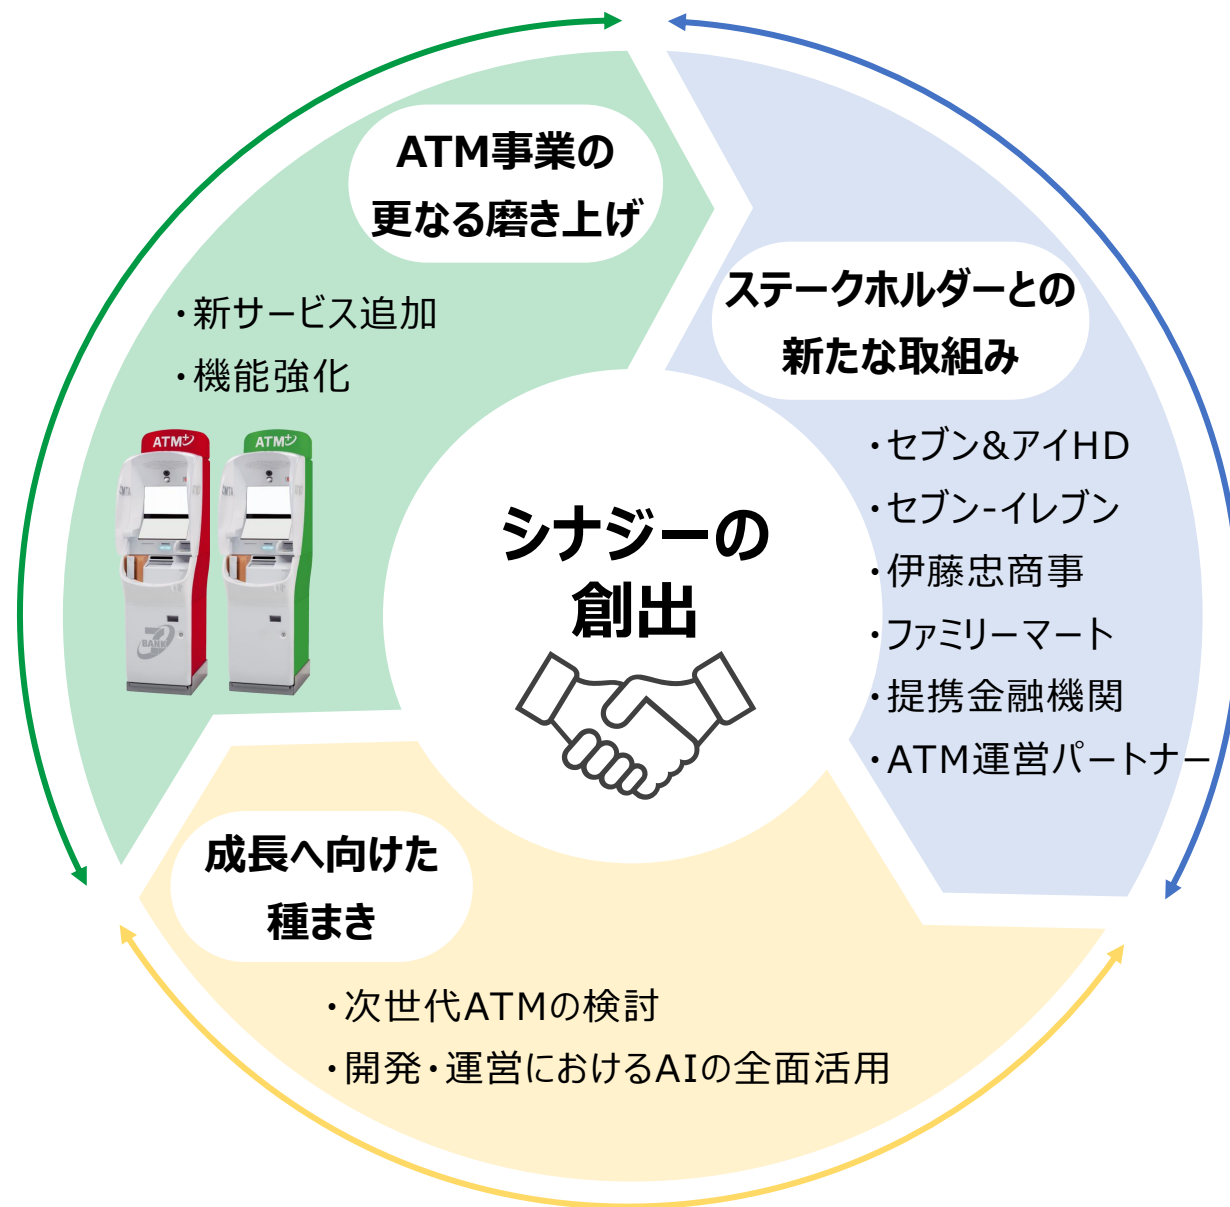 ATM事業の
更なる磨き上げ
・新サービス追加
・機能強化
ATM+
ATM+
BANK
ステークホルダーとの
新たな取組み
・セブン&アイHD
・セブン-イレブン
・伊藤忠商事
・ファミリーマート
・提携金融機関
・ATM運営パートナー
シナジーの
創出
成長へ向けた
種まき
・次世代ATMの検討
・開発・運営におけるAIの全面活用